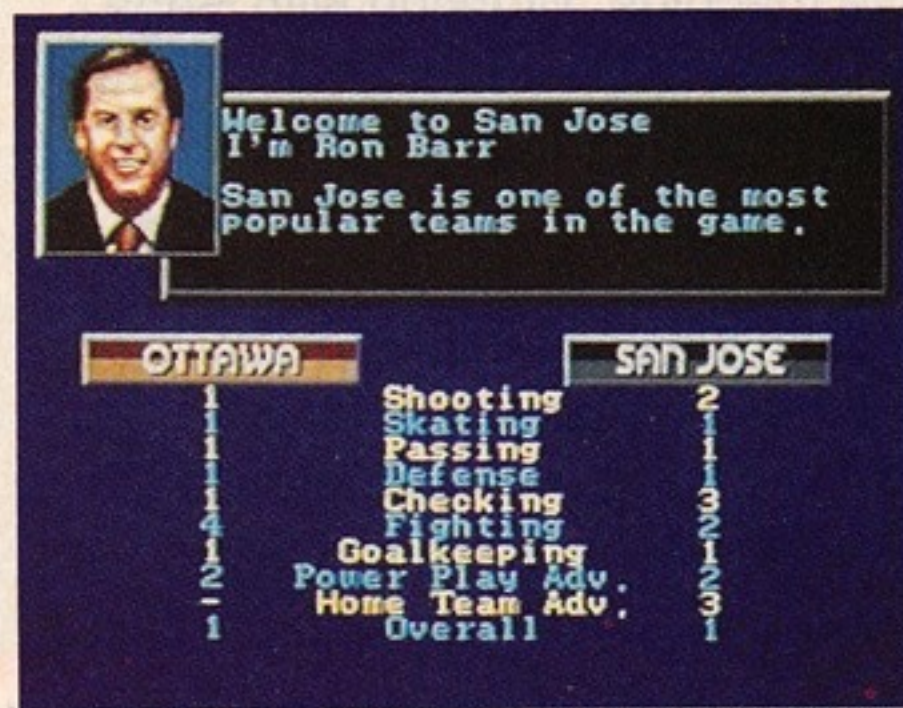 Welcome to San Jose
I'm Ron Barr
San Jose is one of the most
popular teams in the game.
OTTAWA SAN JOSE
1 Shooting 2
1 Skating 1
1 Passing 1
1 Defense 1
1 Checking 3
4 Fighting 2
1 Goalkeeping 1
2 Power Play Adv. 2
- Home Team Adv. 3
1 Overall 1